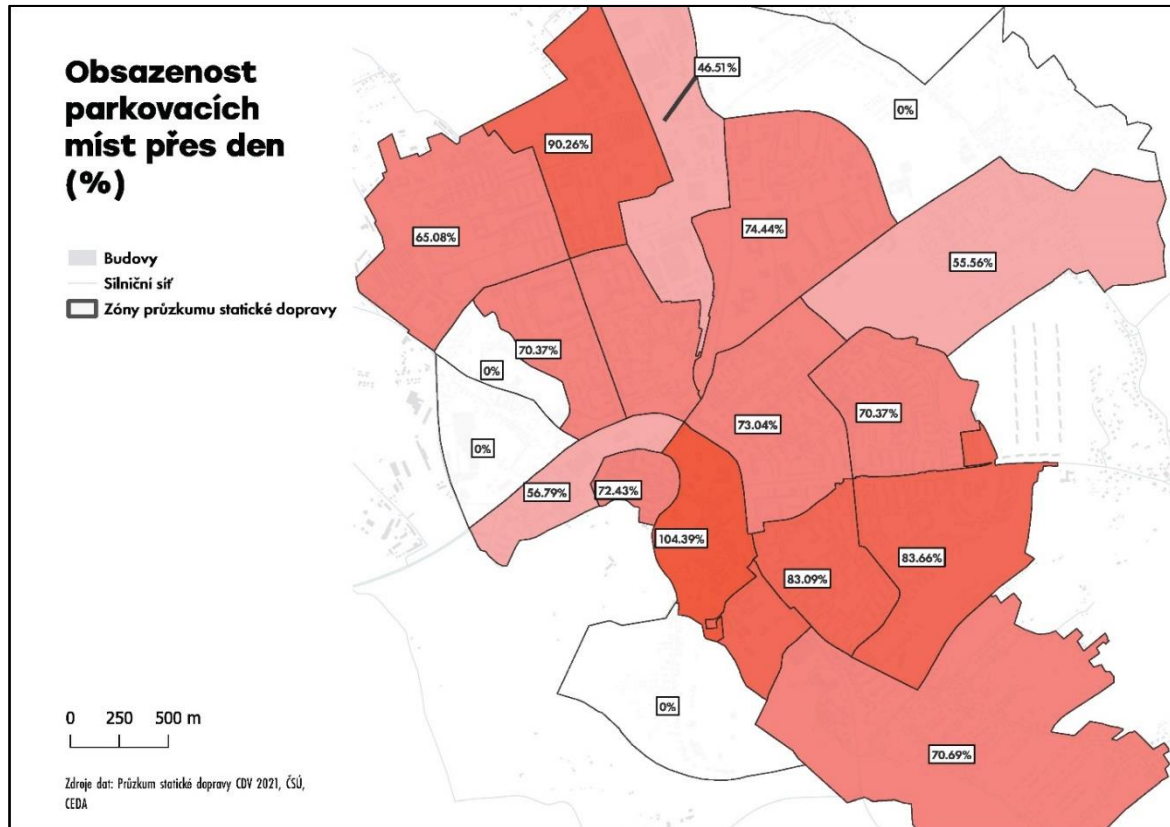 Obsazenost
parkovacích
míst přes den
(%)
Budovy
Silniční síť
Zóny průzkumu statické dopravy
46.51%
0%
90.26%
74.44%
65.08%
55.56%
70.37%
0%
70.37%
73.04%
0%
56.79%
72.43%
104.39%
83.66%
83.09%
0%
70.69%
0 250 500 m
Zdroje dat: Průzkum statické dopravy CDV 2021, ČSÚ,
CEDA